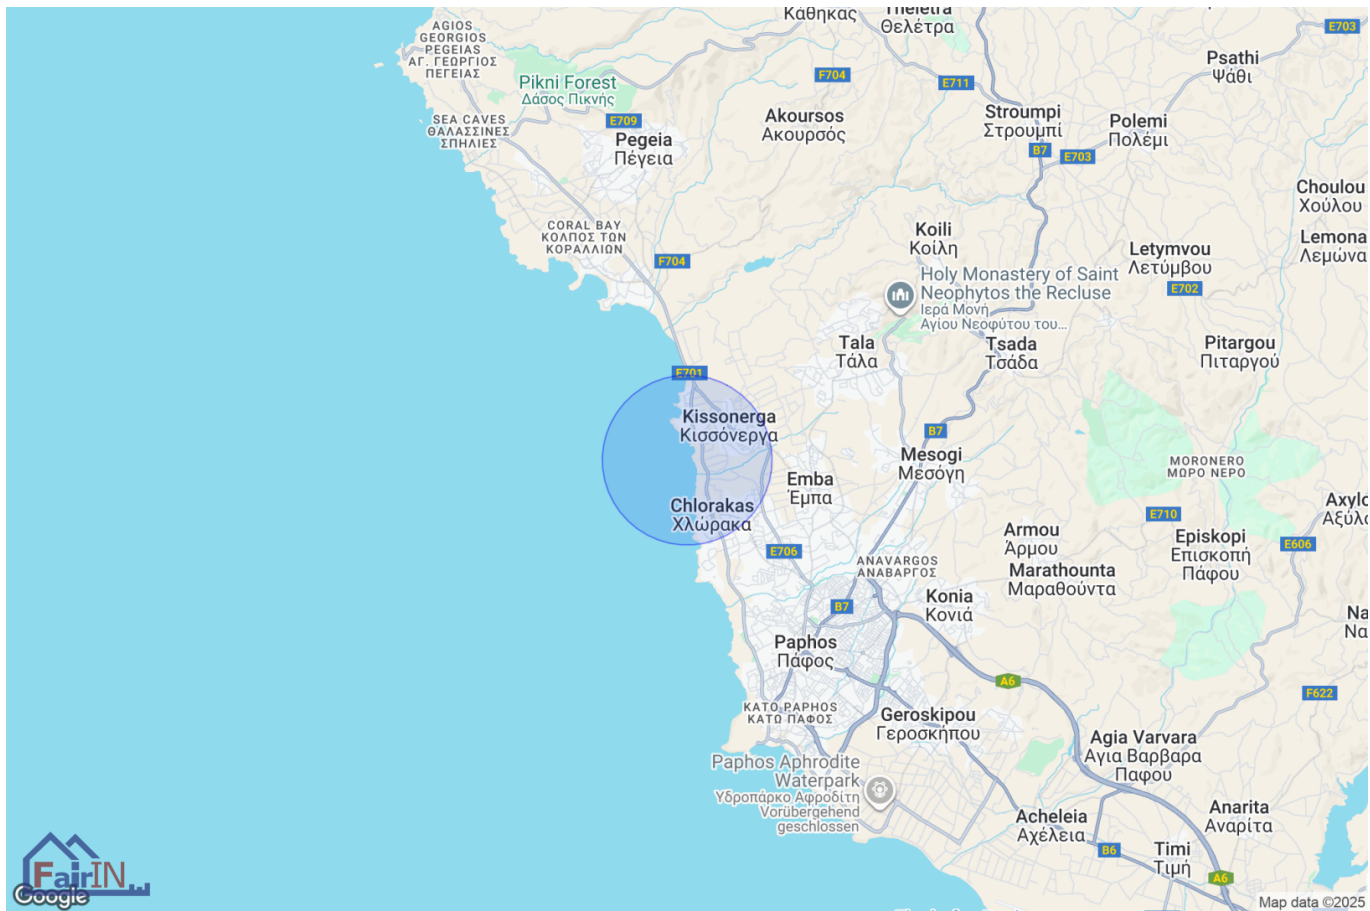 Κάθηκας
Theletra
Θελέτρα
E703
AGIOS
GEORGIOS
PEGEIAS
ΑΓ. ΓΕΩΡΓΙΟΣ
ΠΕΓΕΙΑΣ
Psathi
Ψάθι
F704
E711
Pikni Forest
Δάσος Πικνής
Akoursos
Ακουρσός
Stroumpi
Στρουμπί
Polemi
Πολέμι
SEA CAVES
ΘΑΛΑΣΣΙΝΕΣ
ΣΠΗΛΙΕΣ
E709
Pegeia
Πέγεια
B7
E703
Choulou
Χούλου
CORAL BAY
ΚΟΛΠΟΣ ΤΩΝ
ΚΟΡΑΛΛΙΩΝ
Koili
Κοίλη
Letymvou
Λετύμβου
Lemona
Λεμώνα
F704
Holy Monastery of Saint
Neophytos the Recluse
Ιερά Μονή
Αγίου Νεοφύτου του...
E702
Tala
Τάλα
Tsada
Τσάδα
Pitargou
Πιταργού
E701
Kissonerga
Κισσόνεργα
B7
Mesogi
Μεσόγη
MORONERO
ΜΩΡΟ ΝΕΡΟ
Emba
Έμπα
Chlorakas
Χλώρακα
Axylo
Αξύλο
E710
Armou
Άρμου
Episkopi
Επισκοπή
Πάφου
E606
E706
ANAVARGOS
ΑΝΑΒΑΡΓΟΣ
Marathounta
Μαραθούντα
Konia
Κονιά
B7
Na
Να
Paphos
Πάφος
A6
F622
KATO PAPHOS
ΚΑΤΩ ΠΑΦΟΣ
Geroskipou
Γεροσκήπου
Agia Varvara
Αγια Βαρβαρα
Παφου
Paphos Aphrodite
Waterpark
Υδροπάρκο Αφροδίτη
Vorübergehend
geschlossen
Acheleia
Αχέλεια
Anarita
Αναρίτα
B6
Timi
Τιμή
A6
FairIN
Google
Map data ©2025